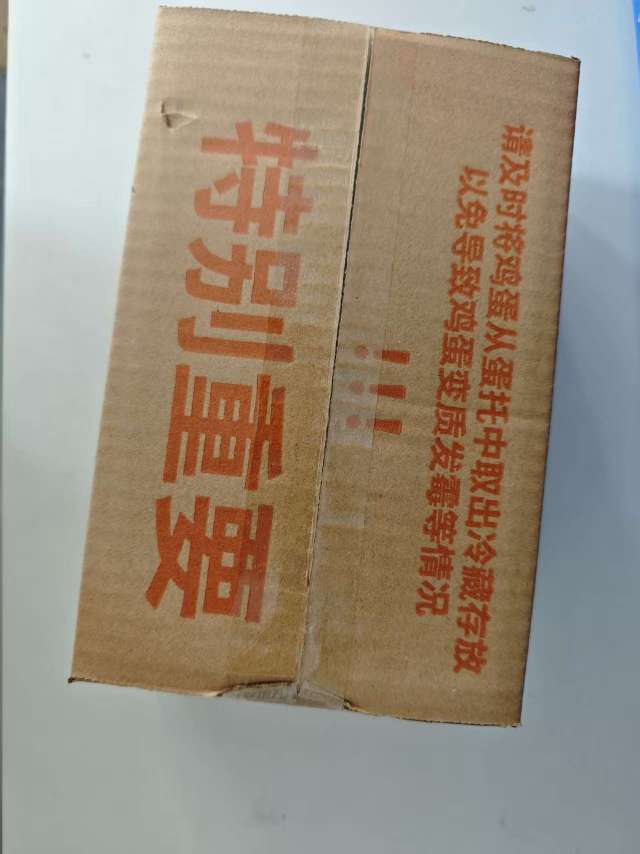 请及时将鸡蛋从蛋托中取出冷藏存放
以免导致鸡蛋变质发霉等情况
!!!
特别重要